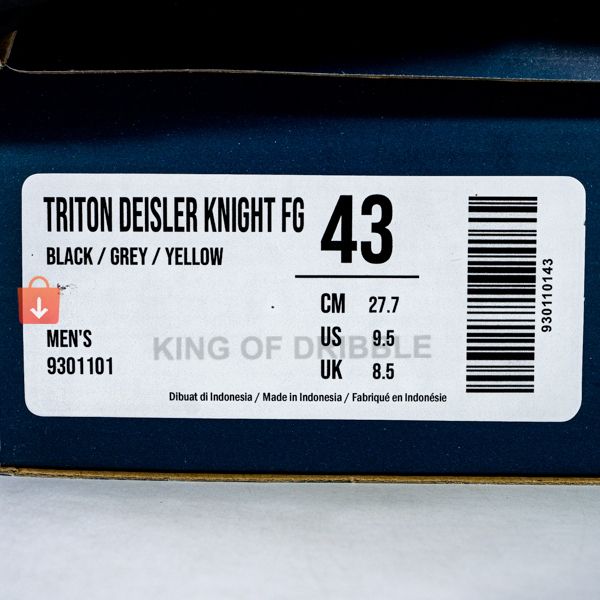 TRITON DEISLER KNIGHT FG
BLACK / GREY / YELLOW
43
CM 27.7
US 9.5
UK 8.5
MEN'S
9301101
KING OF DRIBBLE
Dibuat di Indonesia / Made in Indonesia / Fabriqué en Indonésie
930110143